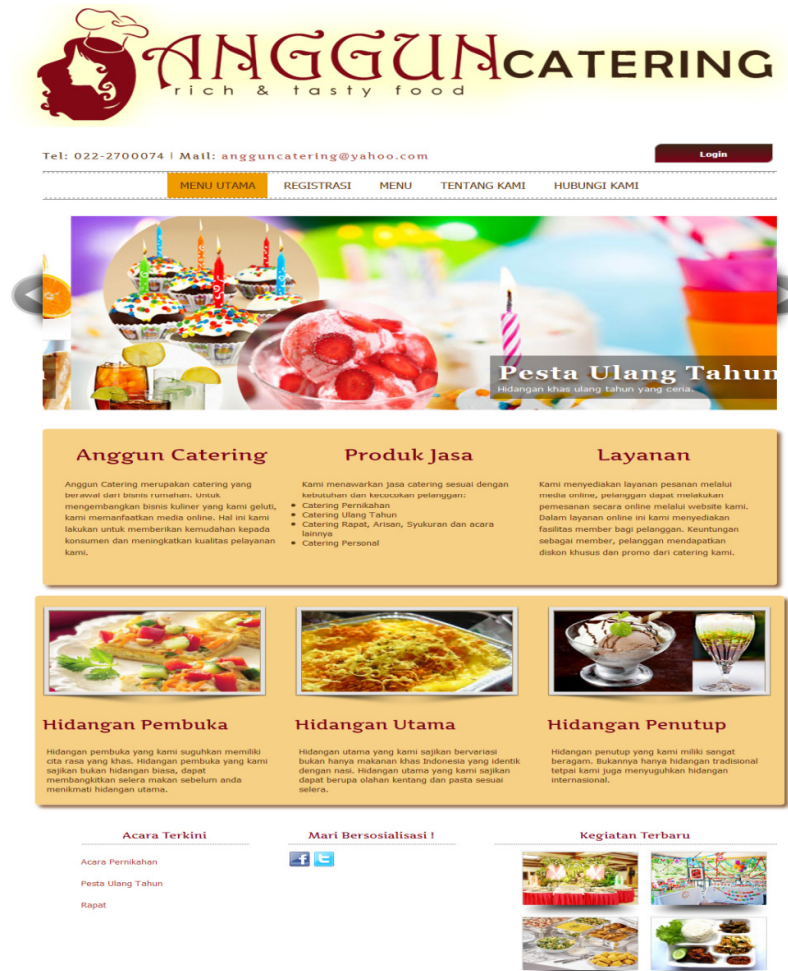 ANGGUNCATERING
rich & tasty food
Tel: 022-2700074 | Mail: angguncatering@yahoo.com
Login
MENU UTAMA REGISTRASI MENU TENTANG KAMI HUBUNGI KAMI
Pesta Ulang Tahun
Hidangan khas ulang tahun yang ceria.
Anggun Catering
Anggun Catering merupakan catering yang
berawal dari bisnis rumahan. Untuk
mengembangkan bisnis kuliner yang kami geluti,
kami memanfaatkan media online. Hal ini kami
lakukan untuk memberikan kemudahan kepada
konsumen dan meningkatkan kualitas pelayanan
kami.
Produk Jasa
Kami menawarkan jasa catering sesuai dengan
kebutuhan dan kecocokan pelanggan:
• Catering Pernikahan
• Catering Ulang Tahun
• Catering Rapat, Arisan, Syukuran dan acara
lainnya
• Catering Personal
Layanan
Kami menyediakan layanan pesanan melalui
media online, pelanggan dapat melakukan
pemesanan secara online melalui website kami.
Dalam layanan online ini kami menyediakan
fasilitas member bagi pelanggan. Keuntungan
sebagai member, pelanggan mendapatkan
diskon khusus dan promo dari catering kami.
Hidangan Pembuka
Hidangan pembuka yang kami suguhkan memiliki
cita rasa yang khas. Hidangan pembuka yang kami
sajikan bukan hidangan biasa, dapat
membangkitkan selera makan sebelum anda
menikmati hidangan utama.
Hidangan Utama
Hidangan utama yang kami sajikan bervariasi
bukan hanya makanan khas Indonesia yang identik
dengan nasi. Hidangan utama yang kami sajikan
dapat berupa olahan kentang dan pasta sesuai
selera.
Hidangan Penutup
Hidangan penutup yang kami miliki sangat
beragam. Bukannya hanya hidangan tradisional
tetpai kami juga menyuguhkan hidangan
internasional.
Acara Terkini
Acara Pernikahan
Pesta Ulang Tahun
Rapat
Mari Bersosialisasi !
Kegiatan Terbaru